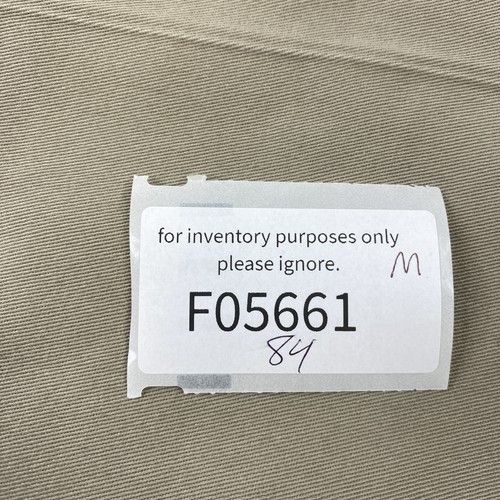 for inventory purposes only
please ignore.
M
F05661
84